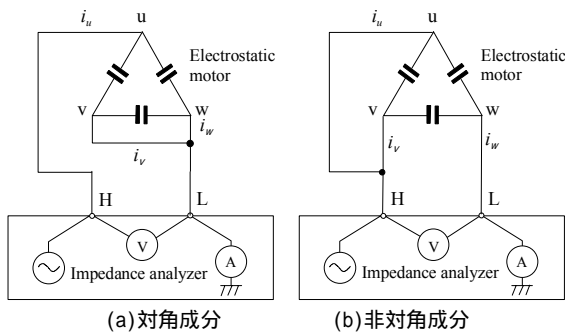 i_u
u
Electrostatic
motor
v
w
i_w
i_v
H
L
V
A
Impedance analyzer
(a)対角成分
i_u
u
Electrostatic
motor
v
w
i_v
i_w
H
L
V
A
Impedance analyzer
(b)非対角成分